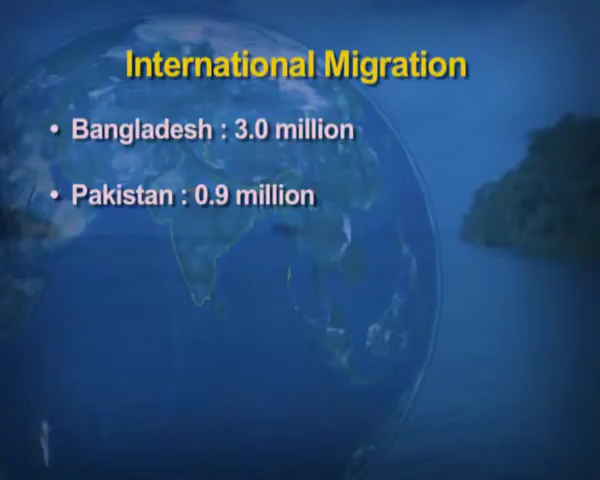 International Migration
• Bangladesh : 3.0 million
• Pakistan : 0.9 million